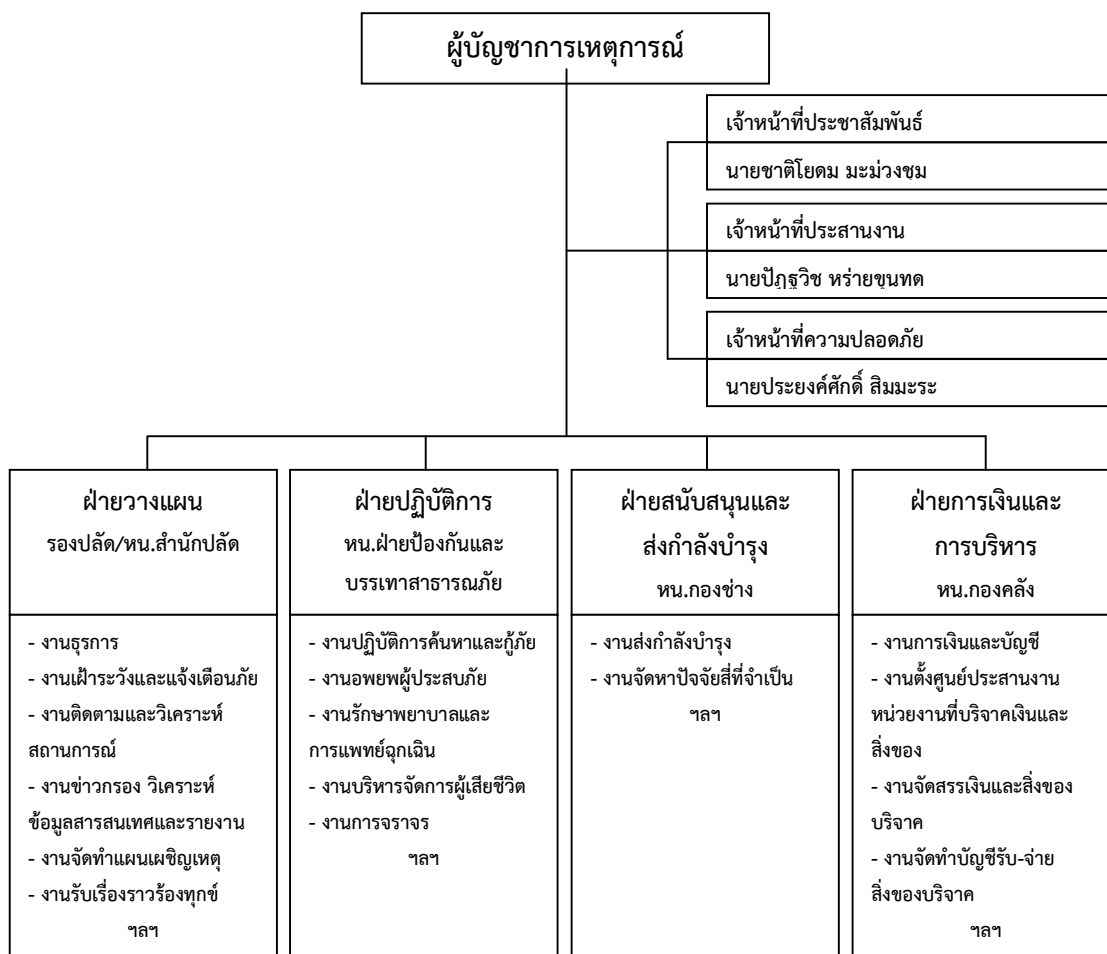 ผู้บัญชาการเหตุการณ์
เจ้าหน้าที่ประชาสัมพันธ์
นายชาติโยดม มะม่วงชม
เจ้าหน้าที่ประสานงาน
นายปัฎฐวิช หร่ายขุนทด
เจ้าหน้าที่ความปลอดภัย
นายประยงค์ศักดิ์ สิมมะระ
ฝ่ายวางแผน
รองปลัด/หน.สำนักปลัด
- งานธุรการ
- งานเฝ้าระวังและแจ้งเตือนภัย
- งานติดตามและวิเคราะห์
สถานการณ์
- งานข่าวกรอง วิเคราะห์
ข้อมูลสารสนเทศและรายงาน
- งานจัดทำแผนเผชิญเหตุ
- งานรับเรื่องราวร้องทุกข์
ฯลฯ
ฝ่ายปฏิบัติการ
หน.ฝ่ายป้องกันและ
บรรเทาสาธารณภัย
- งานปฏิบัติการค้นหาและกู้ภัย
- งานอพยพผู้ประสบภัย
- งานรักษาพยาบาลและ
การแพทย์ฉุกเฉิน
- งานบริหารจัดการผู้เสียชีวิต
- งานการจราจร
ฯลฯ
ฝ่ายสนับสนุนและ
ส่งกำลังบำรุง
หน.กองช่าง
- งานส่งกำลังบำรุง
- งานจัดหาปัจจัยสี่ที่จำเป็น
ฯลฯ
ฝ่ายการเงินและ
การบริหาร
หน.กองคลัง
- งานการเงินและบัญชี
- งานตั้งศูนย์ประสานงาน
หน่วยงานที่บริจาคเงินและ
สิ่งของ
- งานจัดสรรเงินและสิ่งของ
บริจาค
- งานจัดทำบัญชีรับ-จ่าย
สิ่งของบริจาค
ฯลฯ